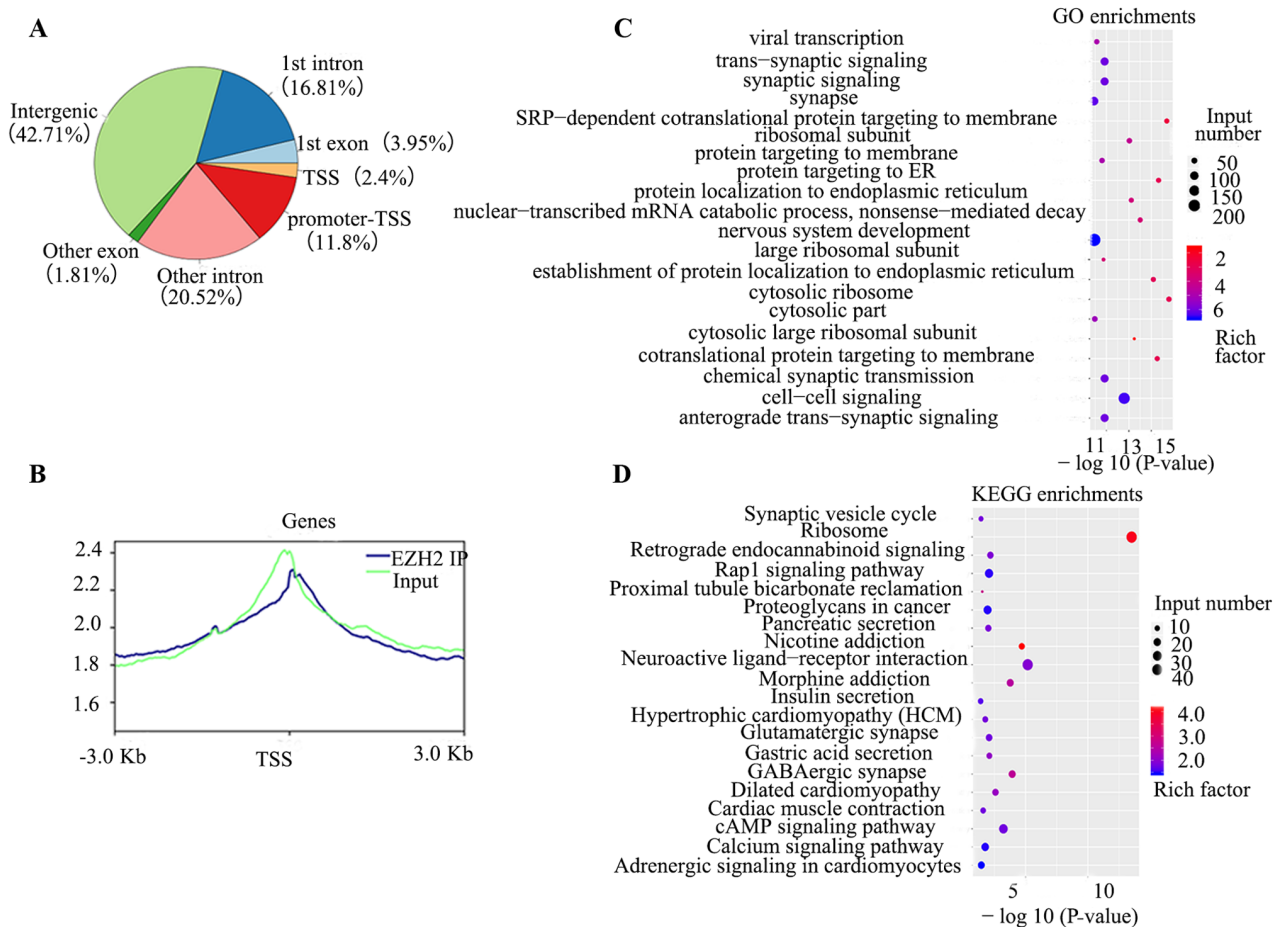 A
1st intron
(16.81%)
Intergenic
(42.71%)
1st exon (3.95%)
TSS (2.4%)
promoter-TSS
(11.8%)
Other exon
(1.81%)
Other intron
(20.52%)
B
Genes
2.4
2.2
2.0
1.8
1.6
EZH2 IP
Input
-3.0 Kb
TSS
3.0 Kb
C
GO enrichments
viral transcription
trans−synaptic signaling
synaptic signaling
synapse
SRP−dependent cotranslational protein targeting to membrane
ribosomal subunit
protein targeting to membrane
protein targeting to ER
protein localization to endoplasmic reticulum
nuclear−transcribed mRNA catabolic process, nonsense−mediated decay
nervous system development
large ribosomal subunit
establishment of protein localization to endoplasmic reticulum
cytosolic ribosome
cytosolic part
cytosolic large ribosomal subunit
cotranslational protein targeting to membrane
chemical synaptic transmission
cell−cell signaling
anterograde trans−synaptic signaling
11 13 15
− log 10 (P-value)
Input
number
50
100
150
200
2
4
6
Rich
factor
D
KEGG enrichments
Synaptic vesicle cycle
Ribosome
Retrograde endocannabinoid signaling
Rap1 signaling pathway
Proximal tubule bicarbonate reclamation
Proteoglycans in cancer
Pancreatic secretion
Nicotine addiction
Neuroactive ligand−receptor interaction
Morphine addiction
Insulin secretion
Hypertrophic cardiomyopathy (HCM)
Glutamatergic synapse
Gastric acid secretion
GABAergic synapse
Dilated cardiomyopathy
Cardiac muscle contraction
cAMP signaling pathway
Calcium signaling pathway
Adrenergic signaling in cardiomyocytes
5 10
− log 10 (P-value)
Input number
10
20
30
40
4.0
3.0
2.0
Rich factor